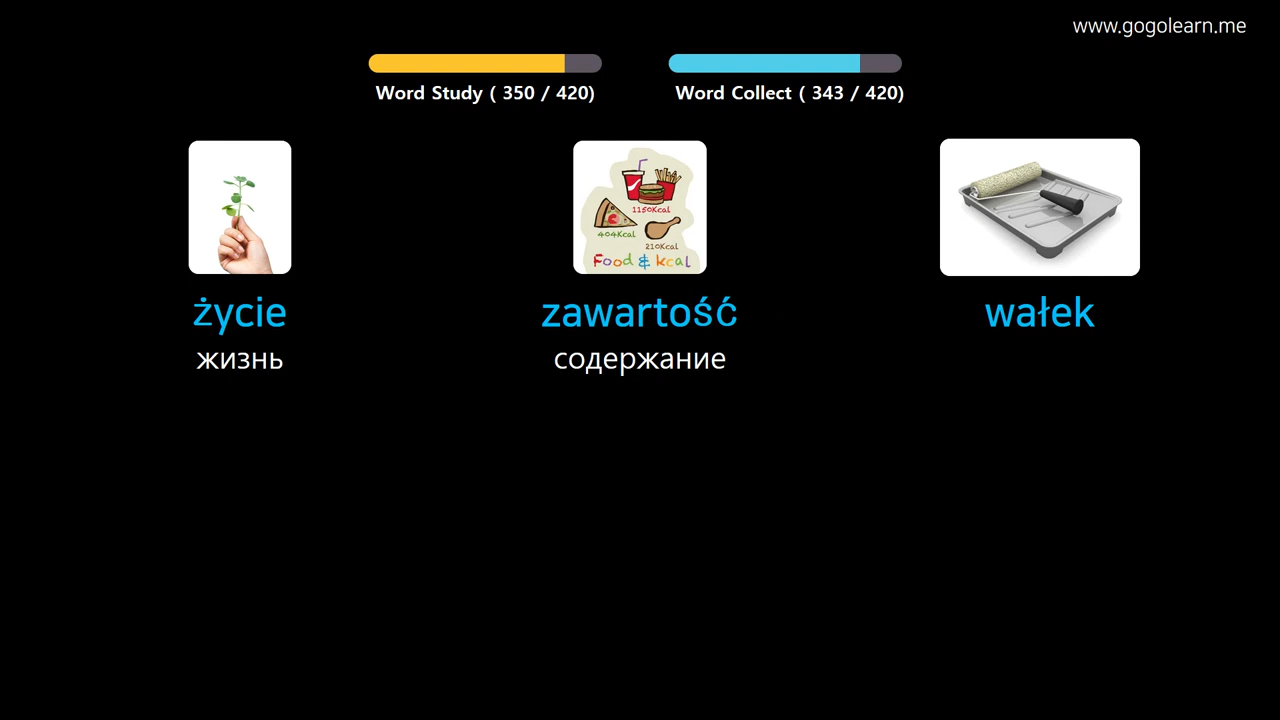 www.gogolearn.me
Word Study ( 350 / 420)
Word Collect ( 343 / 420)
1150Kcal
404Kcal
210Kcal
Food & kcal
życie
zawartość
wałek
жизнь
содержание